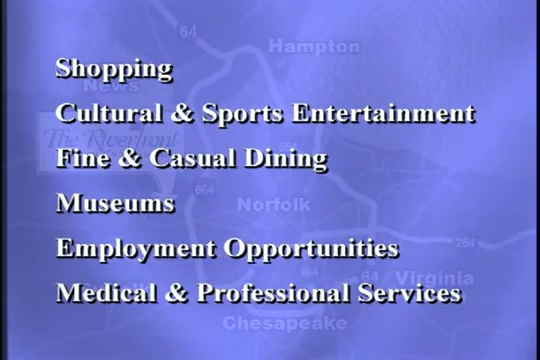 64
Hampton
Shopping
News
Cultural & Sports Entertainment
The Riverfront
Fine & Casual Dining
664
Museums
Norfolk
Employment Opportunities
264
464
64
Virginia
Medical & Professional Services
Chesapeake